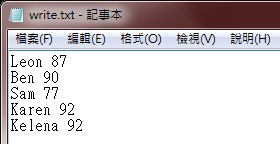 write.txt - 記事本
檔案(F) 編輯(E) 格式(O) 檢視(V) 說明(H)
Leon 87
Ben 90
Sam 77
Karen 92
Kelena 92